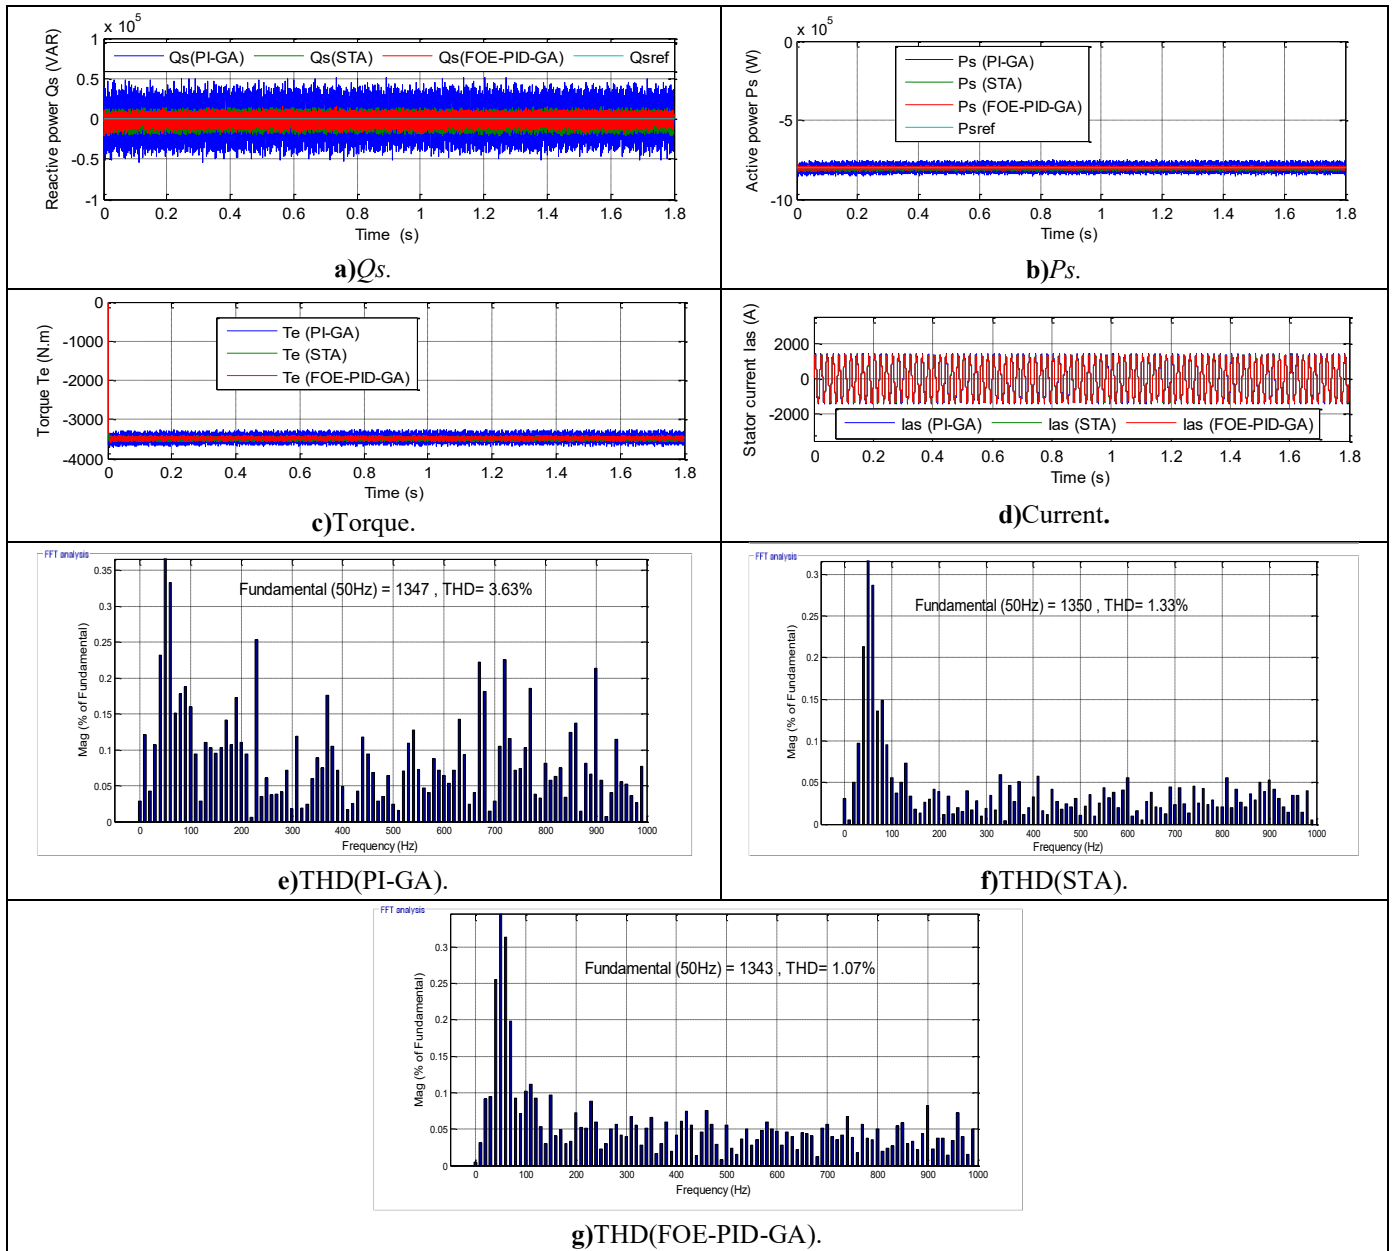 x 10^5
1
0.5
0
-0.5
-1
Reactive power Qs (VAR)
Qs(PI-GA) Qs(STA) Qs(FOE-PID-GA) Qsref
0 0.2 0.4 0.6 0.8 1 1.2 1.4 1.6 1.8
Time (s)
a)Qs.
x 10^5
0
-5
-10
Active power Ps (W)
Ps (PI-GA)
Ps (STA)
Ps (FOE-PID-GA)
Psref
0 0.2 0.4 0.6 0.8 1 1.2 1.4 1.6 1.8
Time (s)
b)Ps.
0
-1000
-2000
-3000
-4000
Torque Te (N.m)
Te (PI-GA)
Te (STA)
Te (FOE-PID-GA)
0 0.2 0.4 0.6 0.8 1 1.2 1.4 1.6 1.8
Time (s)
c)Torque.
2000
0
-2000
Stator current Ias (A)
Ias (PI-GA) Ias (STA) Ias (FOE-PID-GA)
0 0.2 0.4 0.6 0.8 1 1.2 1.4 1.6 1.8
Time (s)
d)Current.
FFT analysis
Fundamental (50Hz) = 1347 , THD= 3.63%
0.35
0.3
0.25
0.2
0.15
0.1
0.05
0
Mag (% of Fundamental)
0 100 200 300 400 500 600 700 800 900 1000
Frequency (Hz)
e)THD(PI-GA).
Fundamental (50Hz) = 1350 , THD= 1.33%
0.3
0.25
0.2
0.15
0.1
0.05
0
Mag (% of Fundamental)
0 100 200 300 400 500 600 700 800 900 1000
Frequency (Hz)
f)THD(STA).
FFT analysis
Fundamental (50Hz) = 1343 , THD= 1.07%
0.3
0.25
0.2
0.15
0.1
0.05
0
Mag (% of Fundamental)
0 100 200 300 400 500 600 700 800 900 1000
Frequency (Hz)
g)THD(FOE-PID-GA).